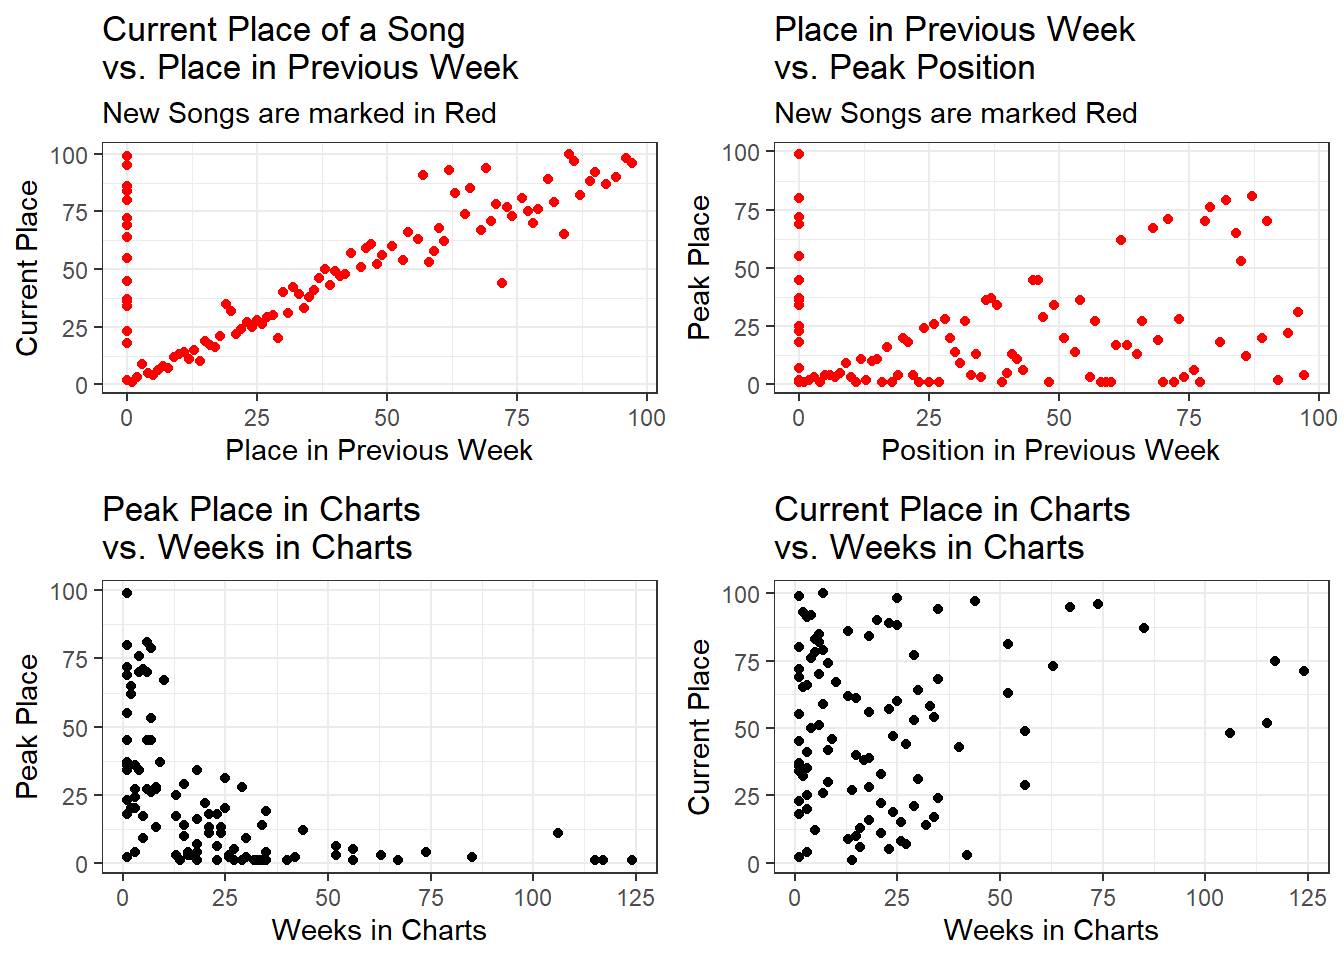 Current Place of a Song
vs. Place in Previous Week
New Songs are marked in Red
100
75
50
25
0
Current Place
0
25
50
75
100
Place in Previous Week
Place in Previous Week
vs. Peak Position
New Songs are marked Red
100
75
50
25
0
Peak Place
0
25
50
75
100
Position in Previous Week
Peak Place in Charts
vs. Weeks in Charts
100
75
50
25
0
Peak Place
0
25
50
75
100
125
Weeks in Charts
Current Place in Charts
vs. Weeks in Charts
100
75
50
25
0
Current Place
0
25
50
75
100
125
Weeks in Charts